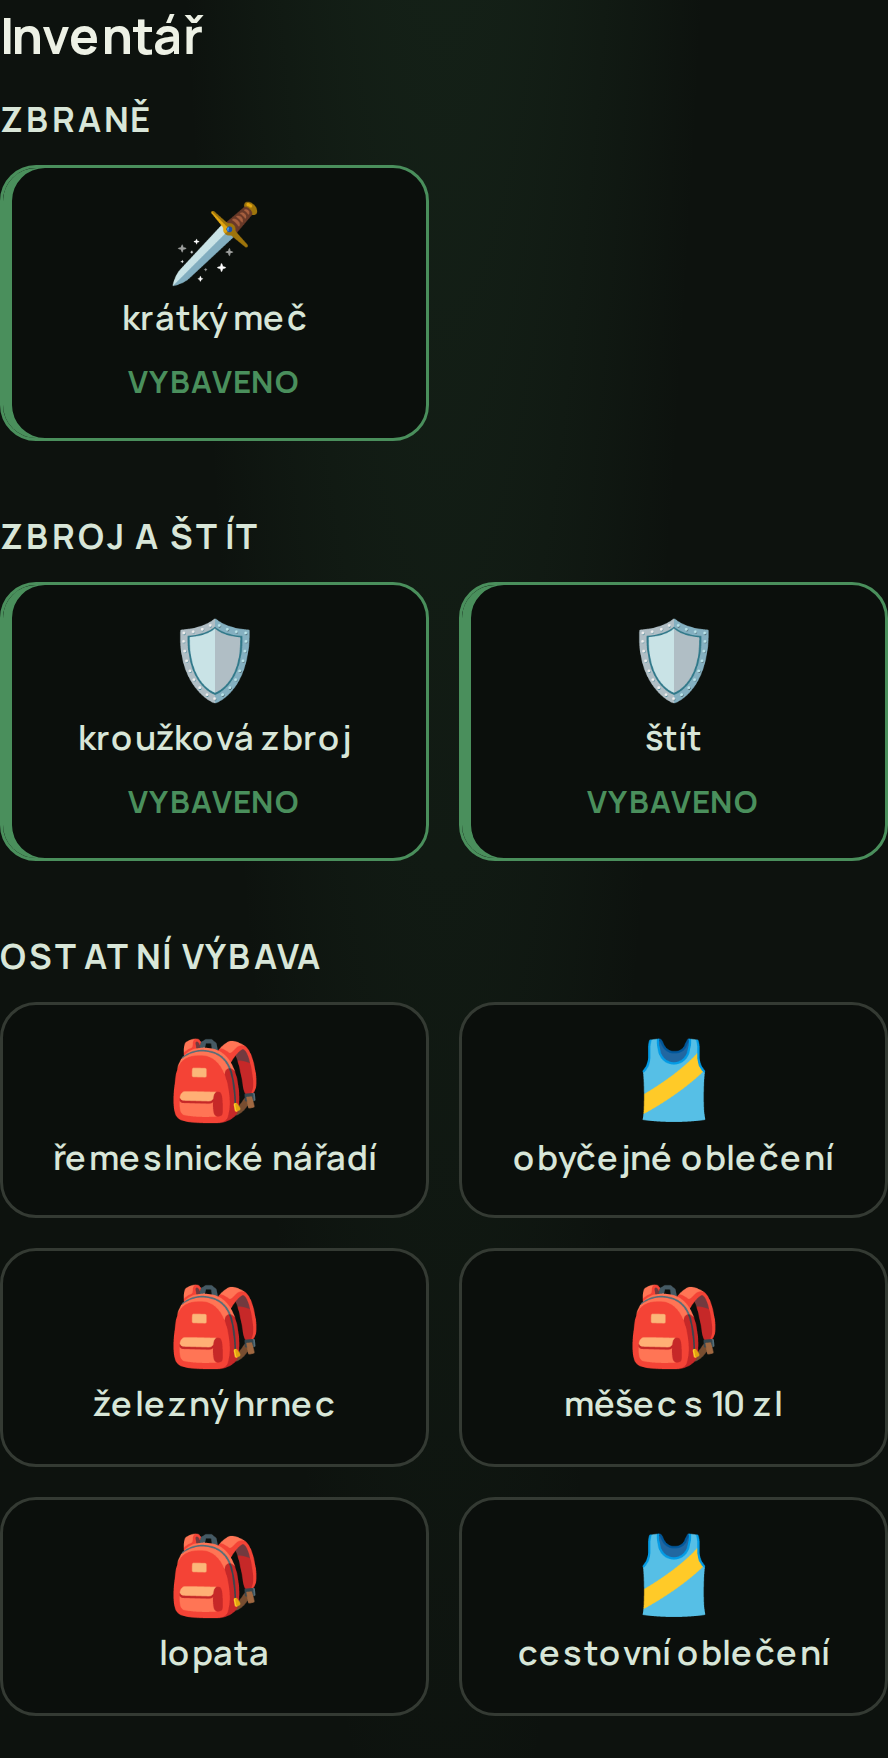 Inventář
ZBRANĚ
krátký meč
VYBAVENO
ZBROJ A ŠTÍT
kroužková zbroj
VYBAVENO
štít
VYBAVENO
OSTATNÍ VÝBAVA
řemeslnické nářadí
obyčejné oblečení
železný hrnec
měšec s 10 zl
lopata
cestovní oblečení